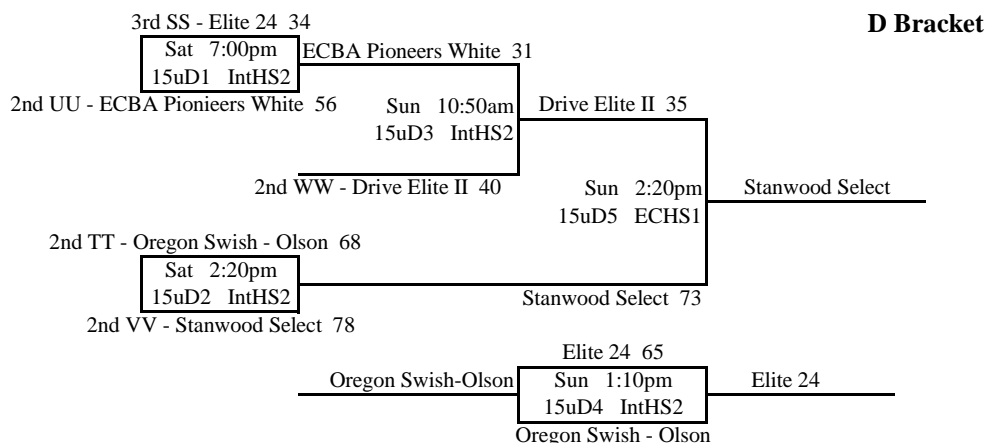 3rd SS - Elite 24 34
D Bracket
Sat 7:00pm
ECBA Pioneers White 31
15uD1 IntHS2
2nd UU - ECBA Pionieers White 56
Sun 10:50am
Drive Elite II 35
15uD3 IntHS2
2nd WW - Drive Elite II 40
Sun 2:20pm
Stanwood Select
15uD5 ECHS1
2nd TT - Oregon Swish - Olson 68
Sat 2:20pm
15uD2 IntHS2
Stanwood Select 73
2nd VV - Stanwood Select 78
Elite 24 65
Oregon Swish-Olson
Sun 1:10pm
Elite 24
15uD4 IntHS2
Oregon Swish - Olson